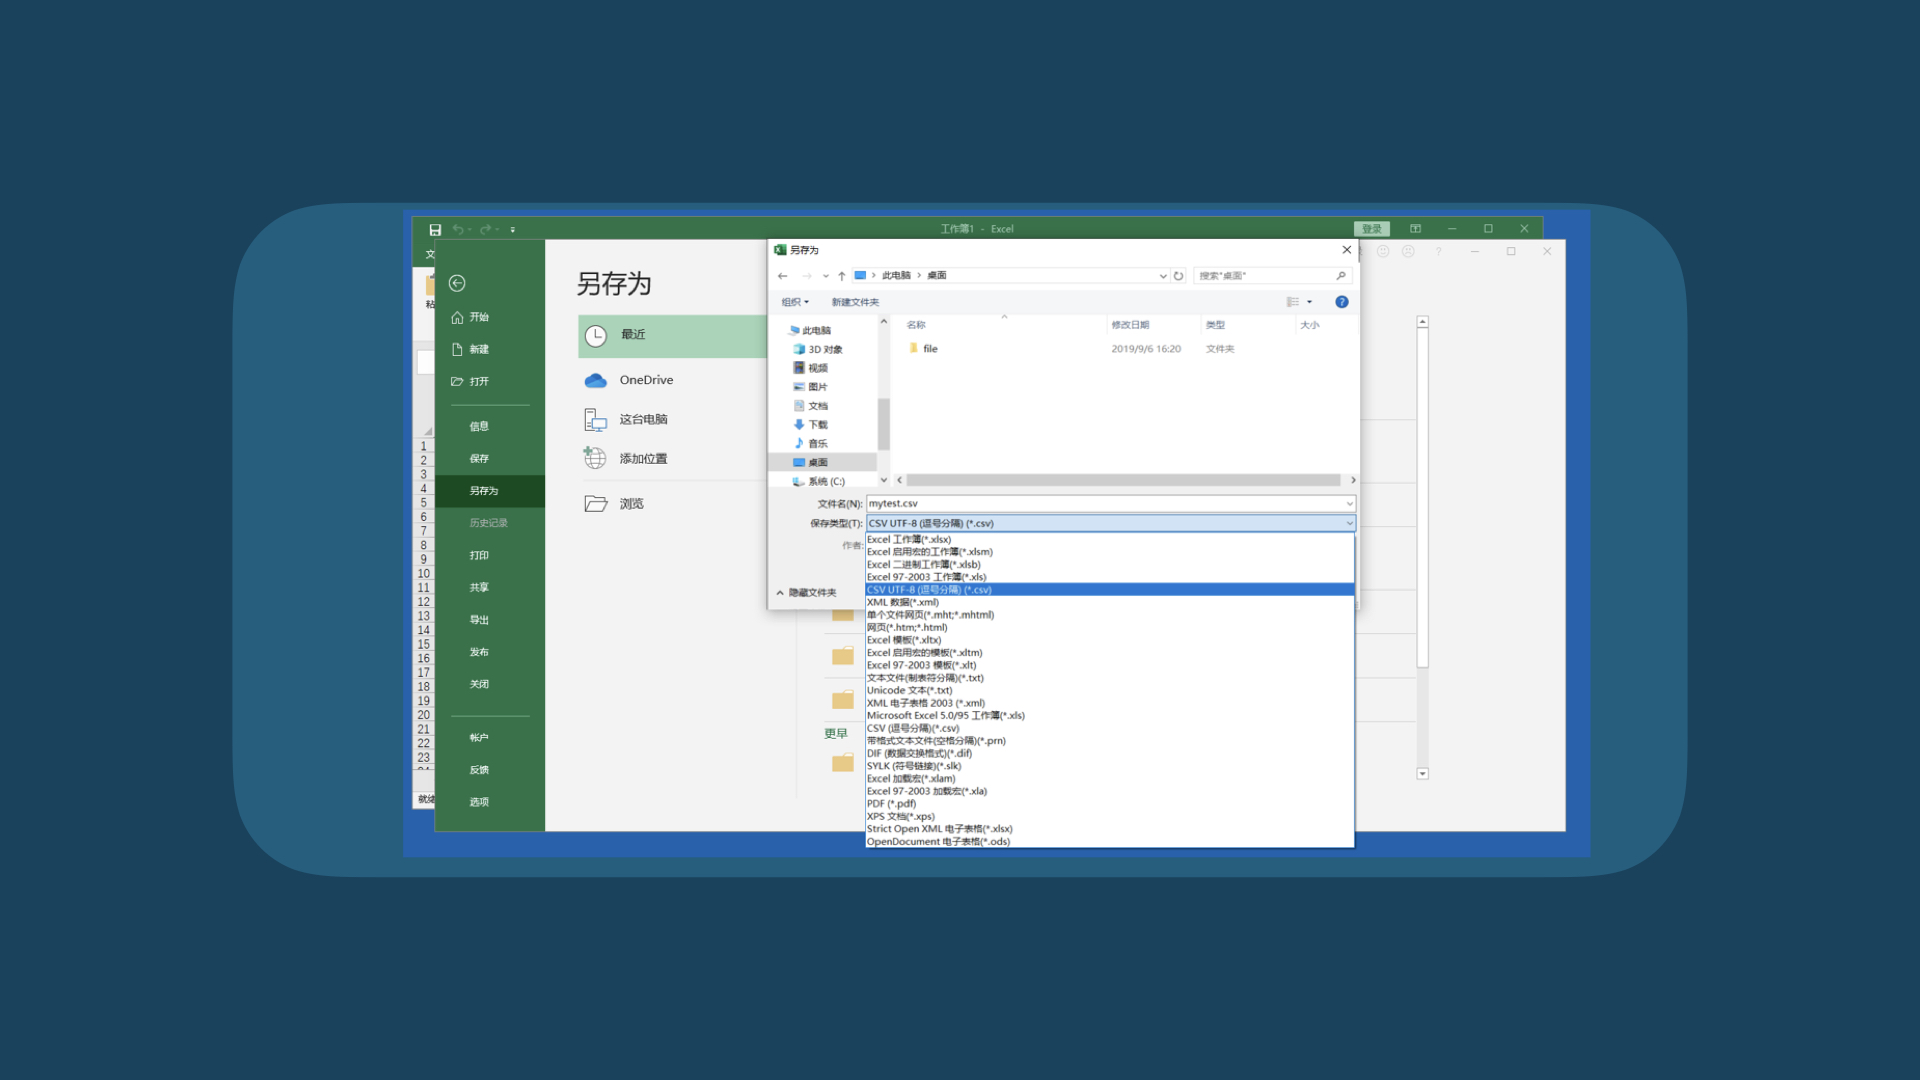 工作簿1 - Excel
登录
另存为
此电脑 › 桌面
搜索"桌面"
组织
新建文件夹
此电脑
3D 对象
视频
图片
文档
下载
音乐
桌面
系统 (C:)
名称
修改日期
类型
大小
file
2019/9/6 16:20
文件夹
文件名(N):
mytest.csv
保存类型(T):
CSV UTF-8 (逗号分隔) (*.csv)
作者:
隐藏文件夹
Excel 工作簿(*.xlsx)
Excel 启用宏的工作簿(*.xlsm)
Excel 二进制工作簿(*.xlsb)
Excel 97-2003 工作簿(*.xls)
CSV UTF-8 (逗号分隔) (*.csv)
XML 数据(*.xml)
单个文件网页(*.mht;*.mhtml)
网页(*.htm;*.html)
Excel 模板(*.xltx)
Excel 启用宏的模板(*.xltm)
Excel 97-2003 模板(*.xlt)
文本文件(制表符分隔)(*.txt)
Unicode 文本(*.txt)
XML 电子表格 2003 (*.xml)
Microsoft Excel 5.0/95 工作簿(*.xls)
CSV (逗号分隔)(*.csv)
带格式文本文件(空格分隔)(*.prn)
DIF (数据交换格式)(*.dif)
SYLK (符号链接)(*.slk)
Excel 加载宏(*.xlam)
Excel 97-2003 加载宏(*.xla)
PDF (*.pdf)
XPS 文档(*.xps)
Strict Open XML 电子表格(*.xlsx)
OpenDocument 电子表格(*.ods)
开始
新建
打开
信息
保存
另存为
历史记录
打印
共享
导出
发布
关闭
帐户
反馈
选项
另存为
最近
OneDrive
这台电脑
添加位置
浏览
更早
文
粘
1
2
3
4
5
6
7
8
9
10
11
12
13
14
15
16
17
18
19
20
21
22
23
就绪